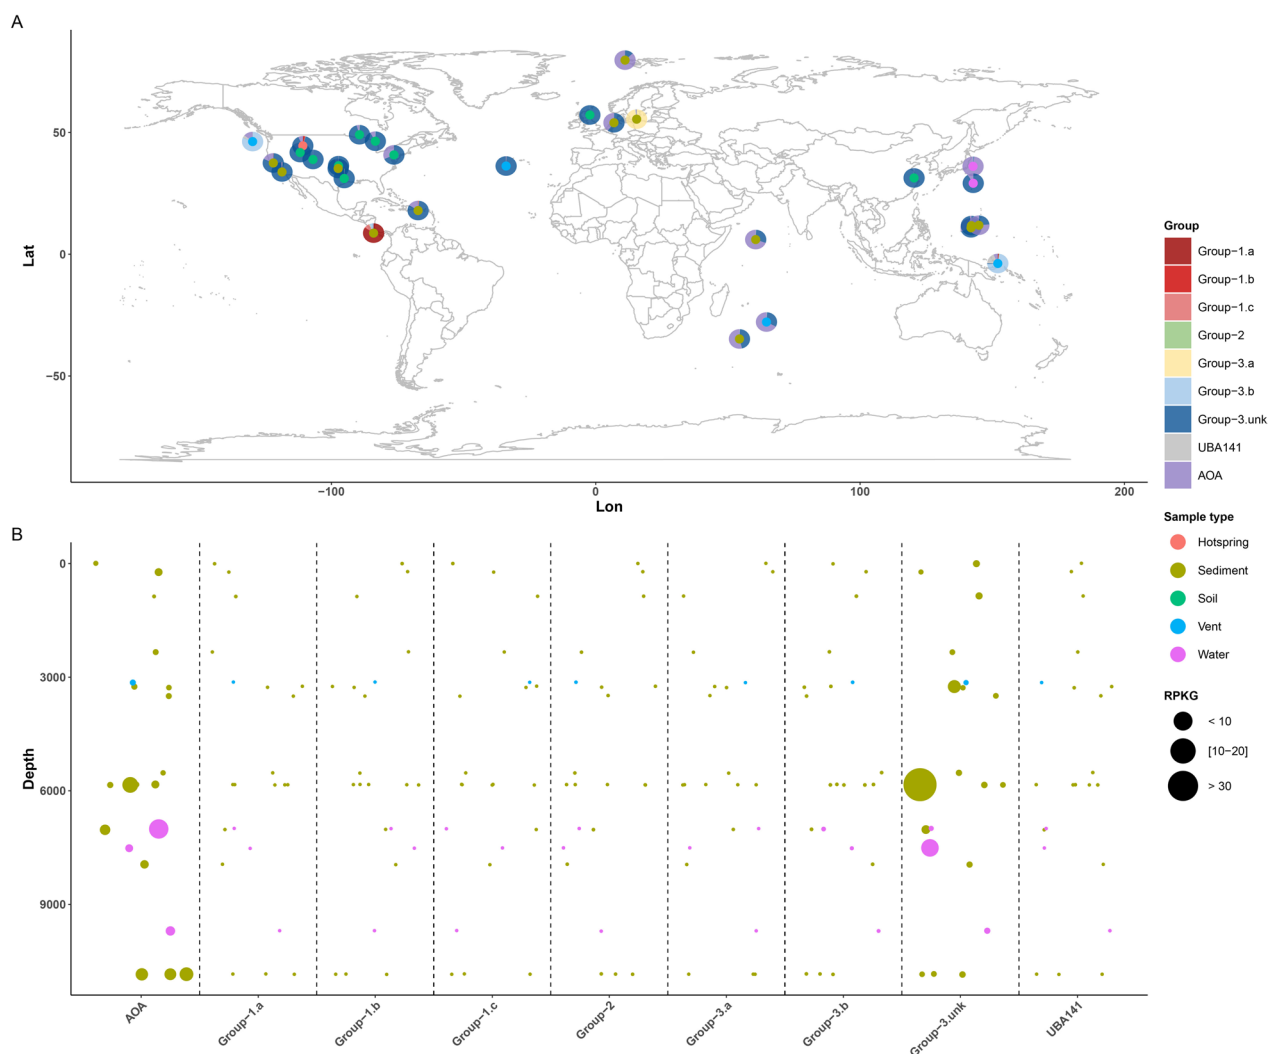 A
50
0
−50
Lat
−100
0
100
200
Lon
Group
Group−1.a
Group−1.b
Group−1.c
Group−2
Group−3.a
Group−3.b
Group−3.unk
UBA141
AOA
Sample type
Hotspring
Sediment
Soil
Vent
Water
RPKG
< 10
[10−20]
> 30
B
0
3000
6000
9000
Depth
AOA
Group−1.a
Group−1.b
Group−1.c
Group−2
Group−3.a
Group−3.b
Group−3.unk
UBA141